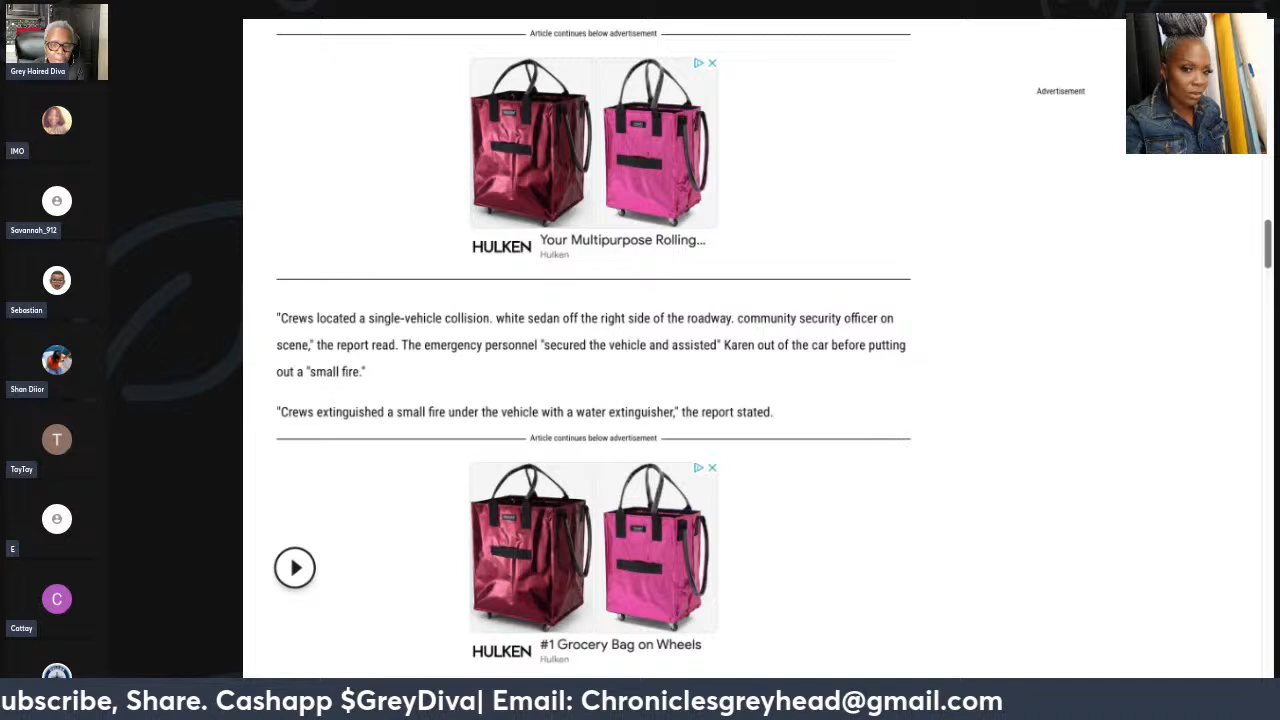 Grey Haired Diva
IMO
Savannah_912
Sebastian
Shan Diior
T
TayTay
E
C
Cattay
Article continues below advertisement
HULKEN
Your Multipurpose Rolling...
Hulken
Advertisement
"Crews located a single-vehicle collision. white sedan off the right side of the roadway. community security officer on
scene," the report read. The emergency personnel "secured the vehicle and assisted" Karen out of the car before putting
out a "small fire."
"Crews extinguished a small fire under the vehicle with a water extinguisher," the report stated.
Article continues below advertisement
HULKEN
#1 Grocery Bag on Wheels
Hulken
ubscribe, Share. Cashapp $GreyDiva| Email: Chroniclesgreyhead@gmail.com